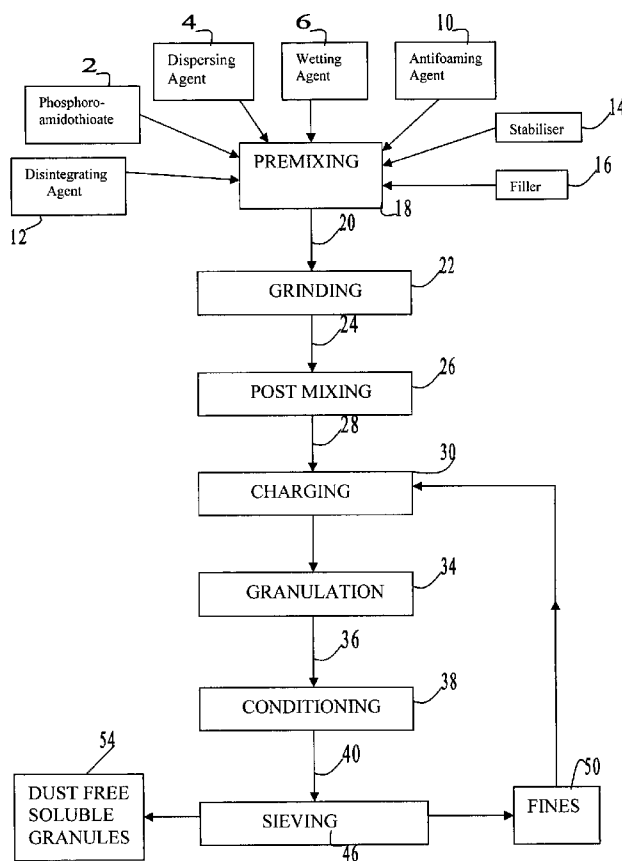 4
6
10
Dispersing
Agent
Wetting
Agent
Antifoaming
Agent
2
Phosphoro-
amidothioate
14
Stabiliser
PREMIXING
Disintegrating
Agent
16
Filler
12
18
20
22
GRINDING
24
26
POST MIXING
28
30
CHARGING
34
GRANULATION
36
38
CONDITIONING
40
54
50
DUST FREE
SOLUBLE
GRANULES
SIEVING
46
FINES